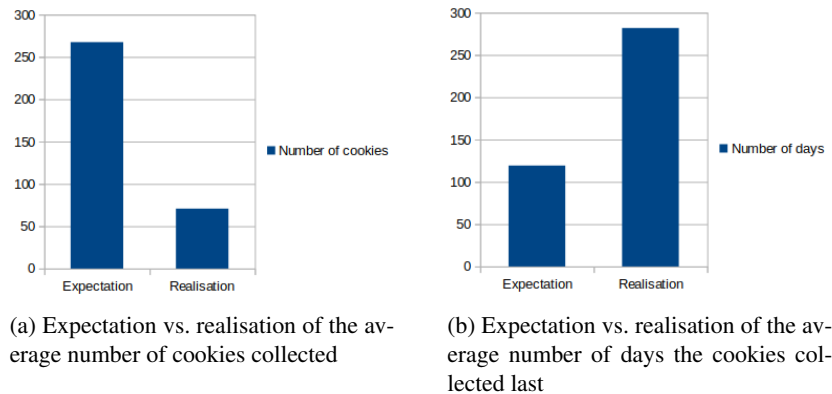 300
250
200
150
100
50
0
Expectation
Realisation
Number of cookies
(a) Expectation vs. realisation of the av-
erage number of cookies collected
300
250
200
150
100
50
0
Expectation
Realisation
Number of days
(b) Expectation vs. realisation of the av-
erage number of days the cookies col-
lected last